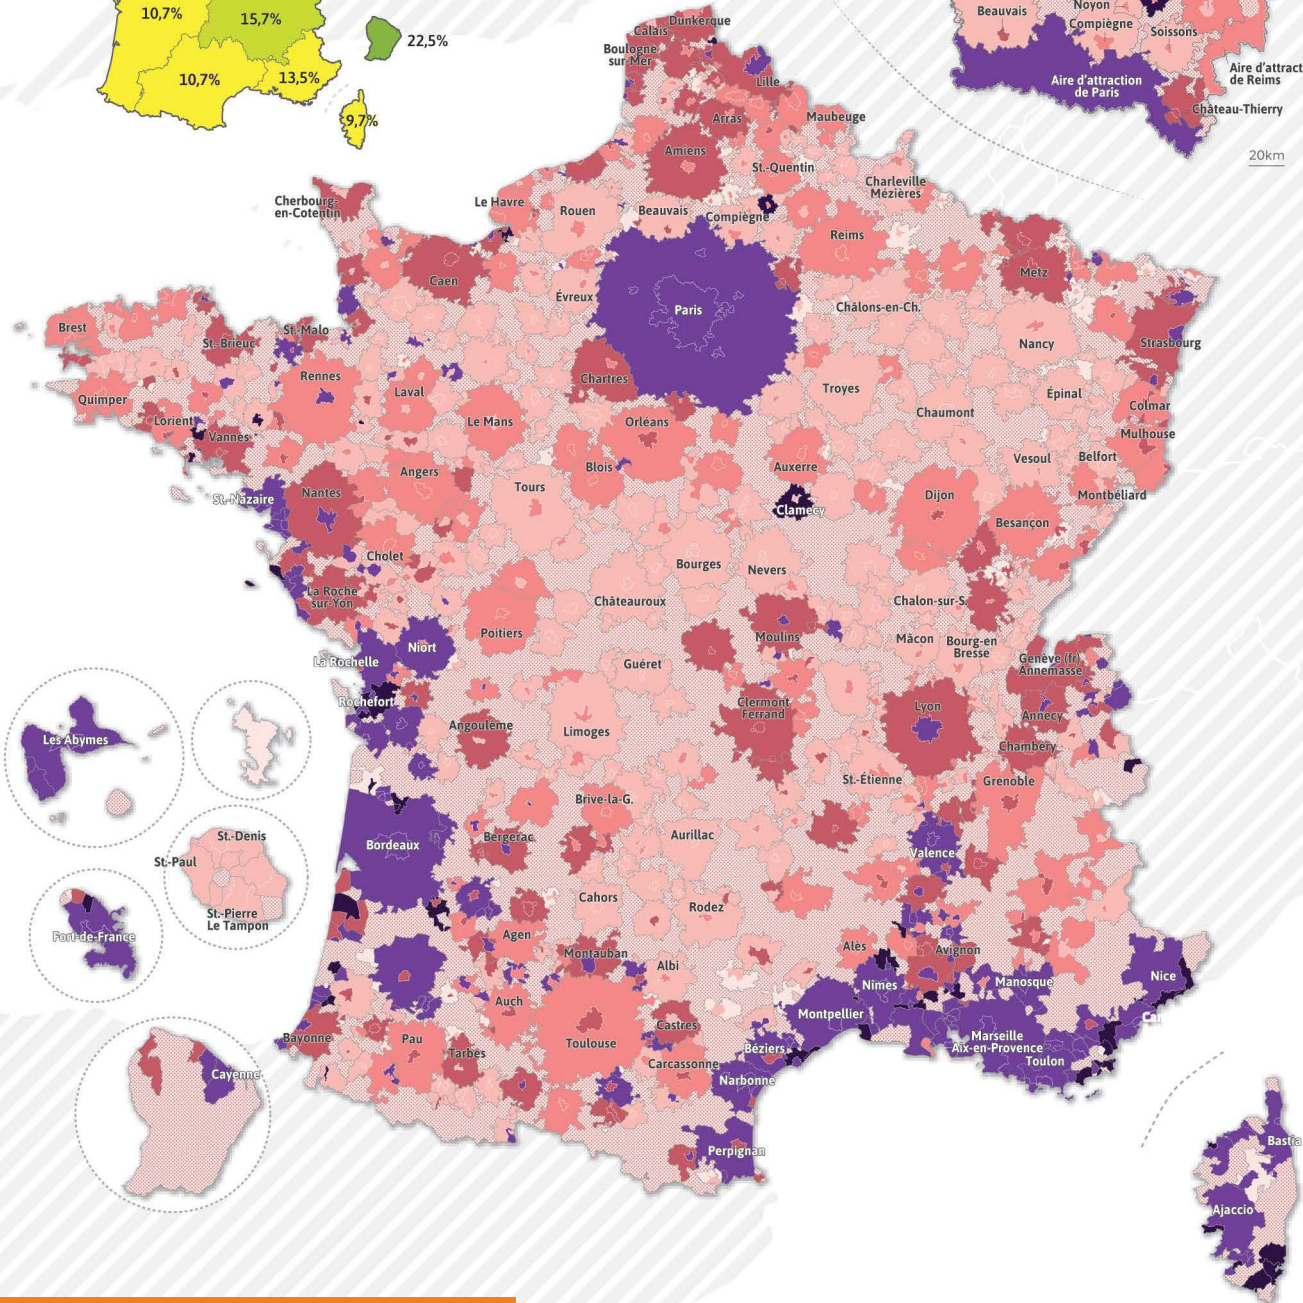 10,7%
15,7%
22,5%
10,7%
13,5%
9,7%
Beauvais
Noyon
Compiègne
Soissons
Aire d'attraction
de Paris
Aire d'attract
de Reims
Château-Thierry
20km
Dunkerque
Calais
Boulogne
sur-Mer
Lille
Arras
Maubeuge
Amiens
St.-Quentin
Charleville
Mézières
Cherbourg-
en-Cotentin
Le Havre
Rouen
Beauvais
Compiègne
Reims
Caen
Metz
Évreux
Paris
Châlons-en-Ch.
Brest
St.-Brieuc
St.-Malo
Nancy
Strasbourg
Rennes
Chartres
Laval
Troyes
Épinal
Quimper
Colmar
Chaumont
Lorient
Vannes
Le Mans
Orléans
Mulhouse
Angers
Blois
Auxerre
Vesoul
Belfort
St.-Nazaire
Nantes
Tours
Clamecy
Dijon
Montbéliard
Besançon
Cholet
Bourges
Nevers
La Roche
sur-Yon
Châteauroux
Chalon-sur-S.
Poitiers
Moulins
Mâcon
Bourg-en
Bresse
Niort
La Rochelle
Guéret
Genève (fr)
Annemasse
Rochefort
Clermont
Ferrand
Lyon
Annecy
Angoulême
Limoges
Chambéry
Les Abymes
St.-Étienne
Grenoble
Brive-la-G.
Bergerac
Aurillac
Bordeaux
Valence
St.-Denis
St.-Paul
St.-Pierre
Le Tampon
Cahors
Rodez
Fort-de-France
Agen
Montauban
Albi
Alès
Avignon
Nice
Nîmes
Manosque
Auch
Montpellier
Ca
Bayonne
Pau
Toulouse
Castres
Marseille
Aix-en-Provence
Toulon
Tarbes
Béziers
Carcassonne
Narbonne
Cayenne
Perpignan
Bastia
Ajaccio